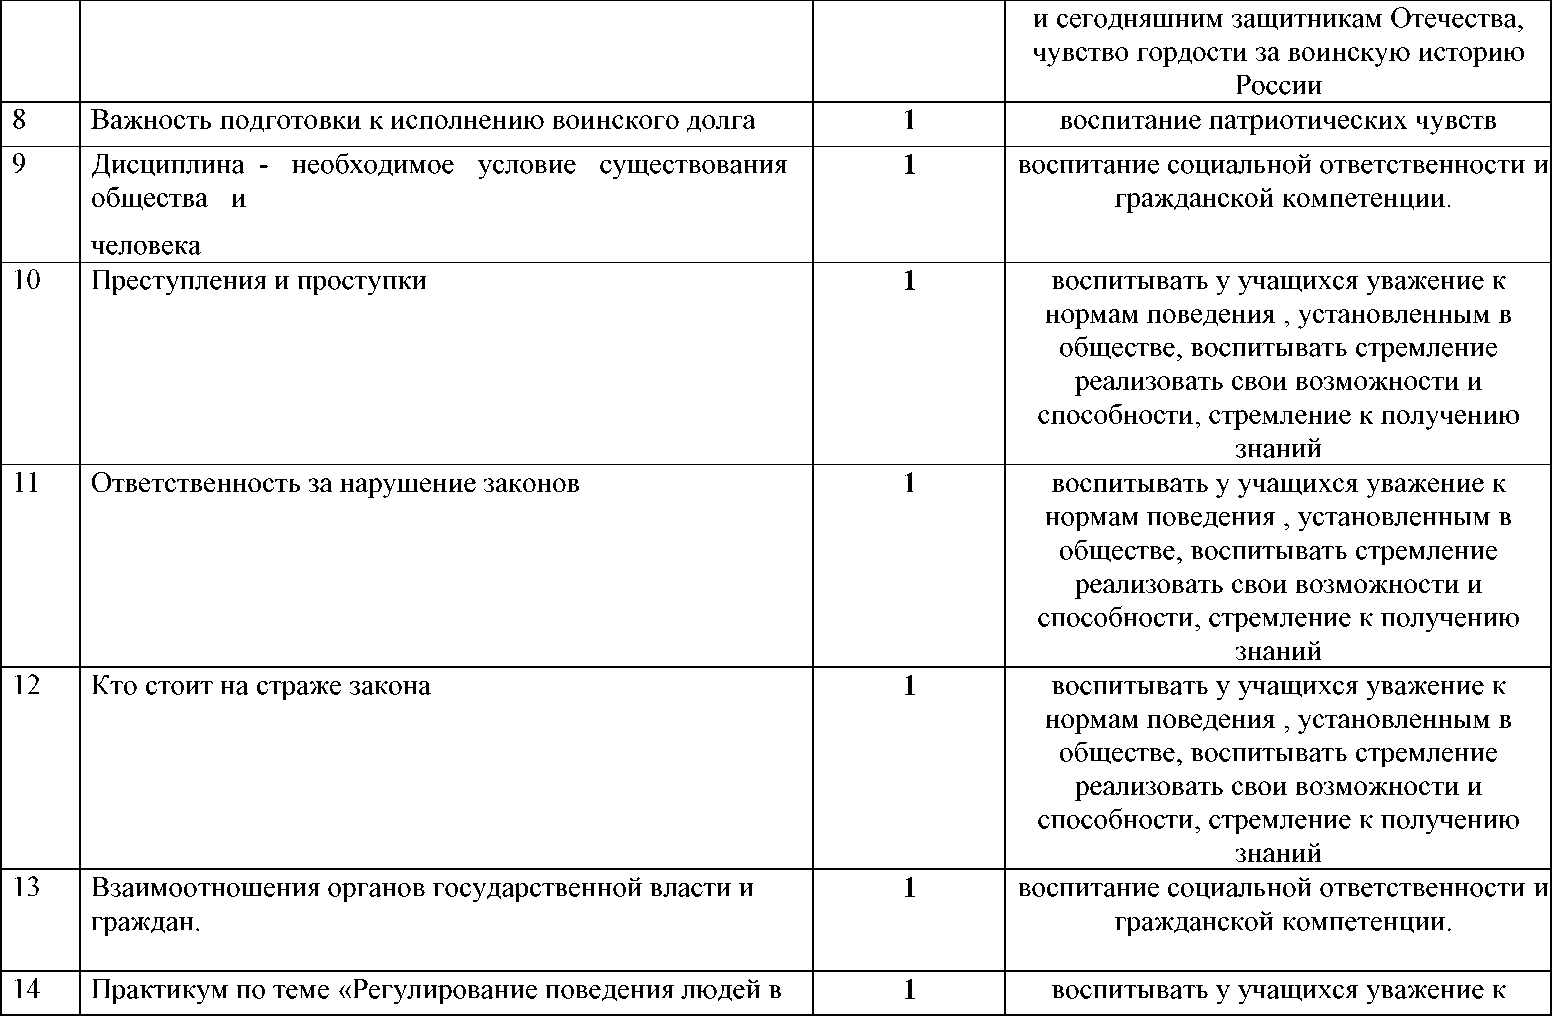 и сегодняшним защитникам Отечества,
чувство гордости за воинскую историю
России
8 Важность подготовки к исполнению воинского долга 1 воспитание патриотических чувств
9 Дисциплина - необходимое условие существования 1 воспитание социальной ответственности и
общества и гражданской компетенции.
человека
10 Преступления и проступки 1 воспитывать у учащихся уважение к
нормам поведения , установленным в
обществе, воспитывать стремление
реализовать свои возможности и
способности, стремление к получению
знаний
11 Ответственность за нарушение законов 1 воспитывать у учащихся уважение к
нормам поведения , установленным в
обществе, воспитывать стремление
реализовать свои возможности и
способности, стремление к получению
знаний
12 Кто стоит на страже закона 1 воспитывать у учащихся уважение к
нормам поведения , установленным в
обществе, воспитывать стремление
реализовать свои возможности и
способности, стремление к получению
знаний
13 Взаимоотношения органов государственной власти и 1 воспитание социальной ответственности и
граждан. гражданской компетенции.
14 Практикум по теме «Регулирование поведения людей в 1 воспитывать у учащихся уважение к